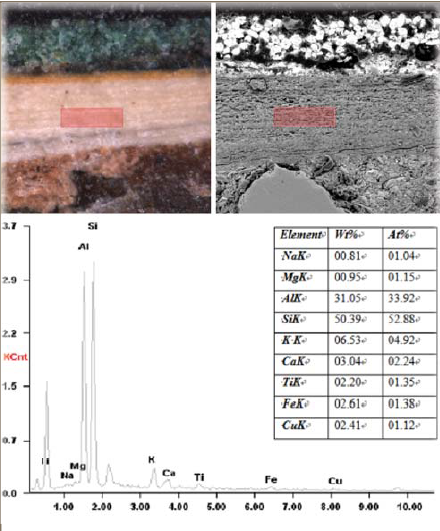 3.7
2.9
2.2
KCnt
1.5
0.7
0.0
Si
Al
Na
Mg
K
Ca
Ti
Fe
Cu
1.00 2.00 3.00 4.00 5.00 6.00 7.00 8.00 9.00 10.00
Element Wt% At%
NaK 00.81 01.04
MgK 00.95 01.15
AlK 31.05 33.92
SiK 50.39 52.88
K K 06.53 04.92
CaK 03.04 02.24
TiK 02.20 01.35
FeK 02.61 01.38
CuK 02.41 01.12